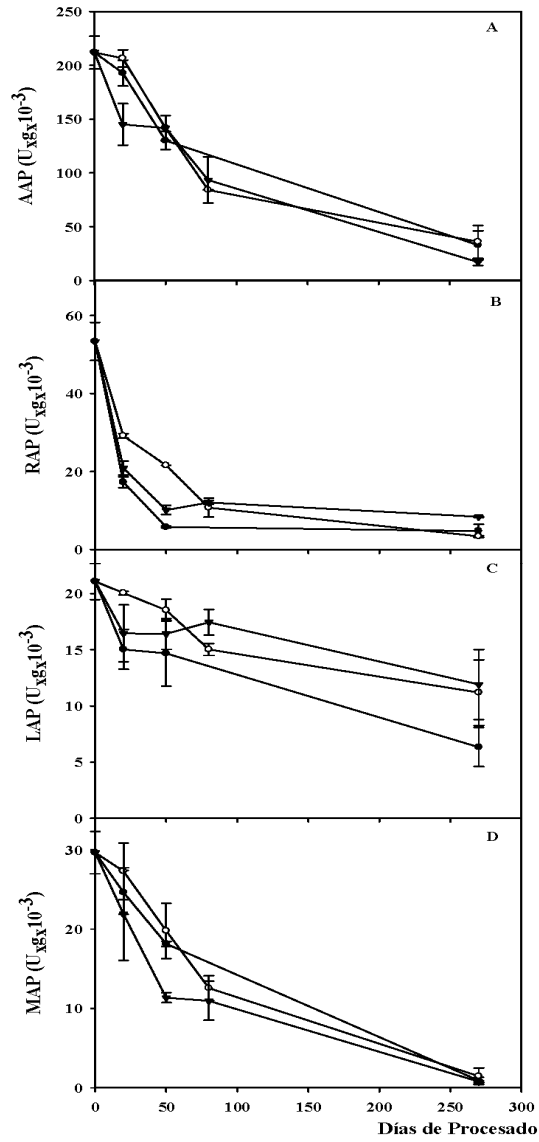 A
AAP (Uxgx10-3)
250
200
150
100
50
0
B
RAP (Uxgx10-3)
60
40
20
0
C
LAP (Uxgx10-3)
20
15
10
5
0
D
MAP (Uxgx10-3)
30
20
10
0
0 50 100 150 200 250 300
Días de Procesado